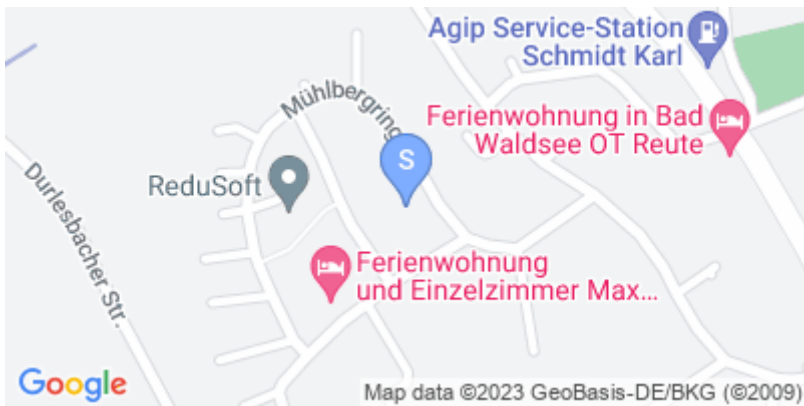 Agip Service-Station
Schmidt Karl
Mühlbergring
Ferienwohnung in Bad
Waldsee OT Reute
S
ReduSoft
Durlesbacher Str.
Ferienwohnung
und Einzelzimmer Max...
Google
Map data ©2023 GeoBasis-DE/BKG (©2009)